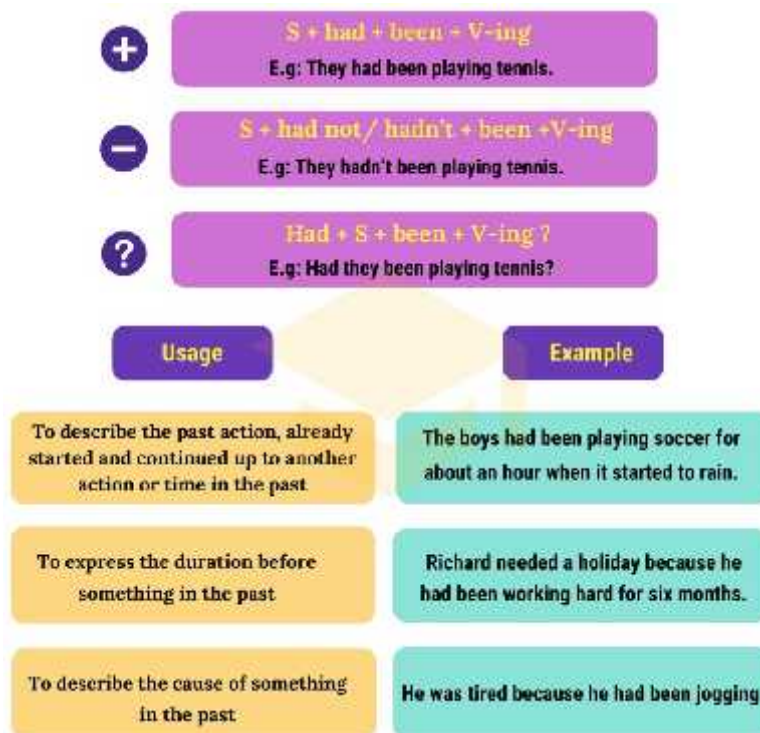 +
S + had + been + V-ing
E.g: They had been playing tennis.
−
S + had not/ hadn't + been +V-ing
E.g: They hadn't been playing tennis.
?
Had + S + been + V-ing ?
E.g: Had they been playing tennis?
Usage
Example
To describe the past action, already
started and continued up to another
action or time in the past
The boys had been playing soccer for
about an hour when it started to rain.
To express the duration before
something in the past
Richard needed a holiday because he
had been working hard for six months.
To describe the cause of something
in the past
He was tired because he had been jogging